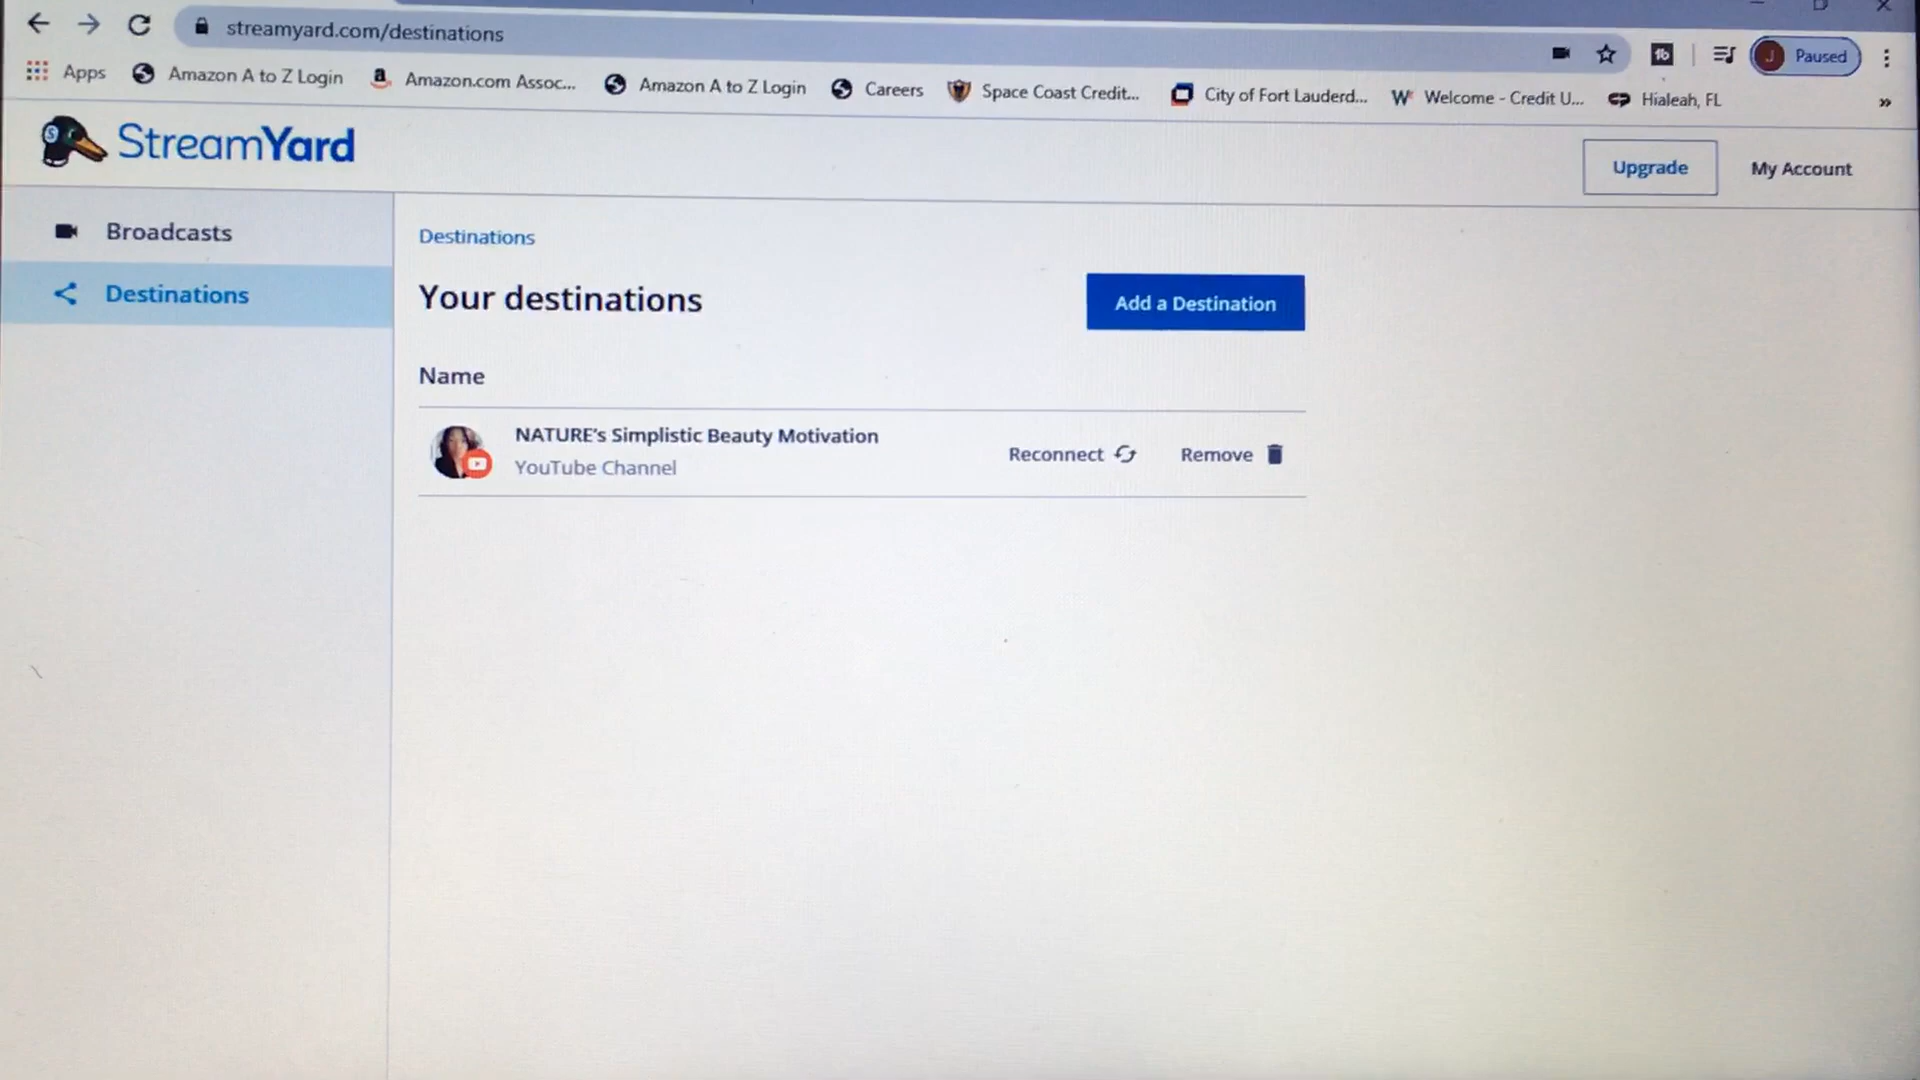 streamyard.com/destinations
Paused
Apps
Amazon A to Z Login
Amazon.com Assoc...
Amazon A to Z Login
Careers
Space Coast Credit...
City of Fort Lauderd...
Welcome - Credit U...
Hialeah, FL
StreamYard
Upgrade
My Account
Broadcasts
Destinations
Destinations
Your destinations
Add a Destination
Name
NATURE's Simplistic Beauty Motivation
YouTube Channel
Reconnect
Remove